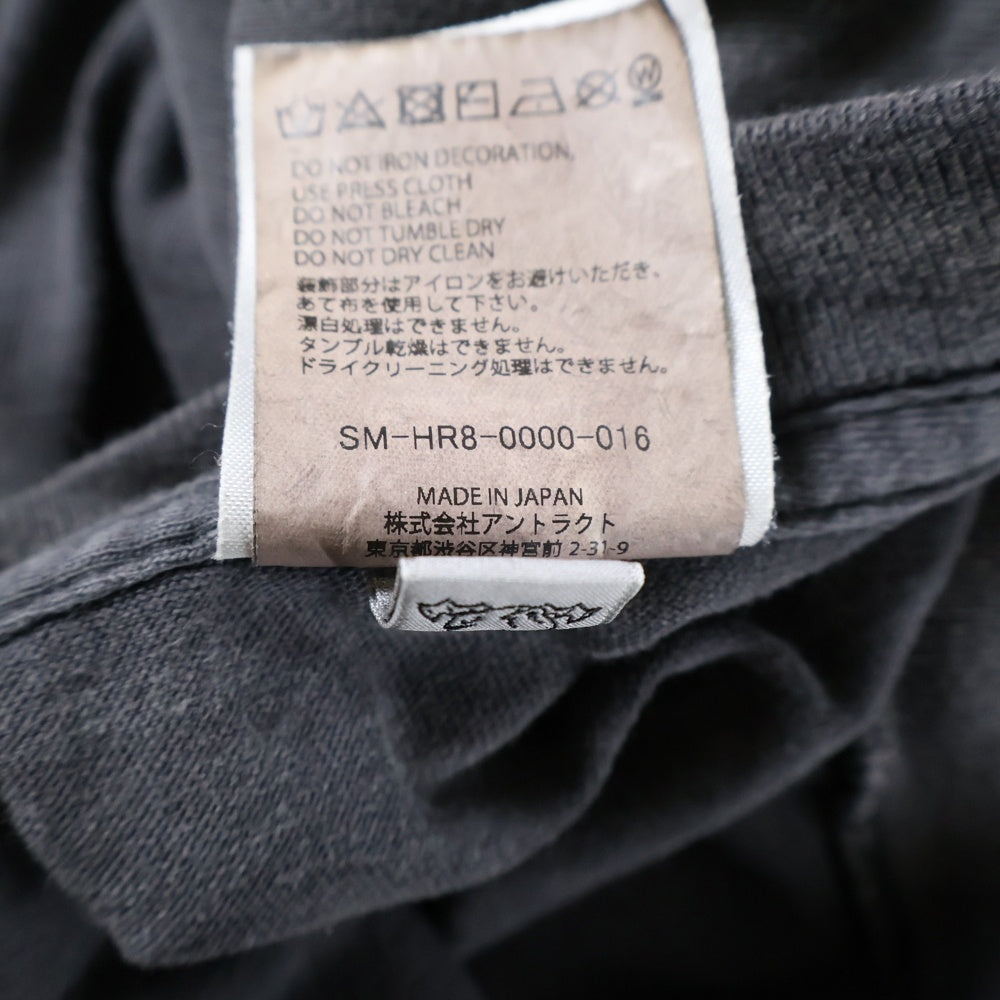 DO NOT IRON DECORATION,
USE PRESS CLOTH
DO NOT BLEACH
DO NOT TUMBLE DRY
DO NOT DRY CLEAN
装飾部分はアイロンをお避けいただき、
あて布を使用して下さい。
漂白処理はできません。
タンブル乾燥はできません。
ドライクリーニング処理はできません。
SM-HR8-0000-016
MADE IN JAPAN
株式会社アントラクト
東京都渋谷区神宮前 2-31-9